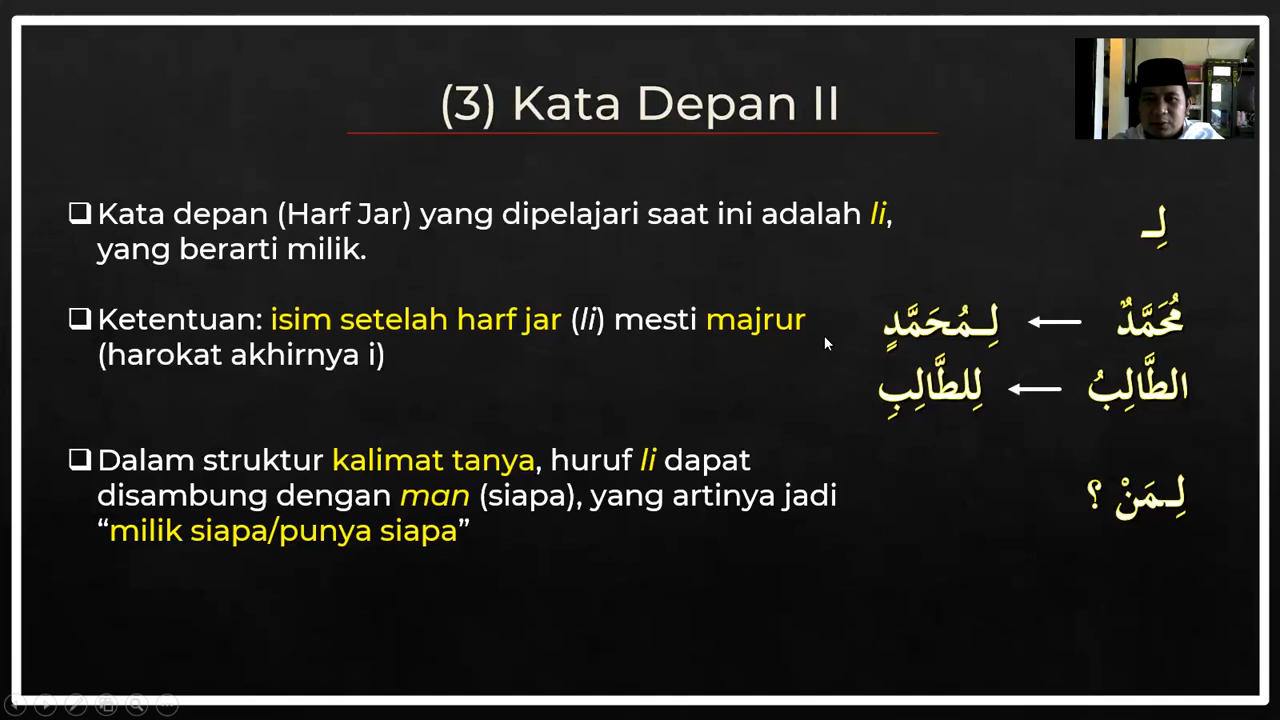 (3) Kata Depan II
Kata depan (Harf Jar) yang dipelajari saat ini adalah li,
yang berarti milik.
لِـ
Ketentuan: isim setelah harf jar (li) mesti majrur
(harokat akhirnya i)
مُحَمَّدٌ ← لِـمُحَمَّدٍ
الطَّالِبُ ← لِلطَّالِبِ
Dalam struktur kalimat tanya, huruf li dapat
disambung dengan man (siapa), yang artinya jadi
“milik siapa/punya siapa”
لِـمَنْ ؟